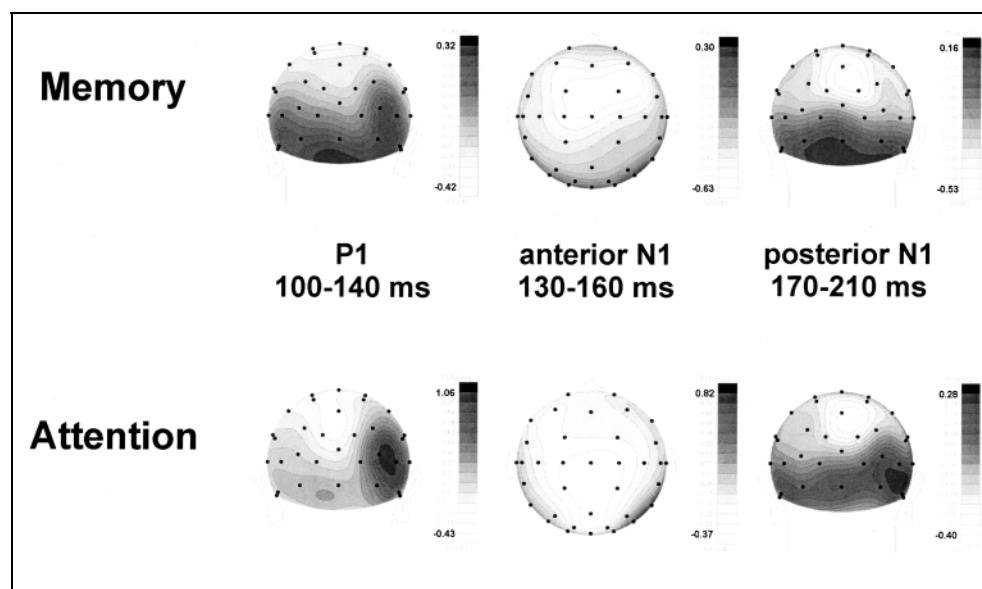 Memory
0.32
-0.42
0.30
-0.63
0.16
-0.53
P1
100-140 ms
anterior N1
130-160 ms
posterior N1
170-210 ms
Attention
1.06
-0.43
0.82
-0.37
0.28
-0.40